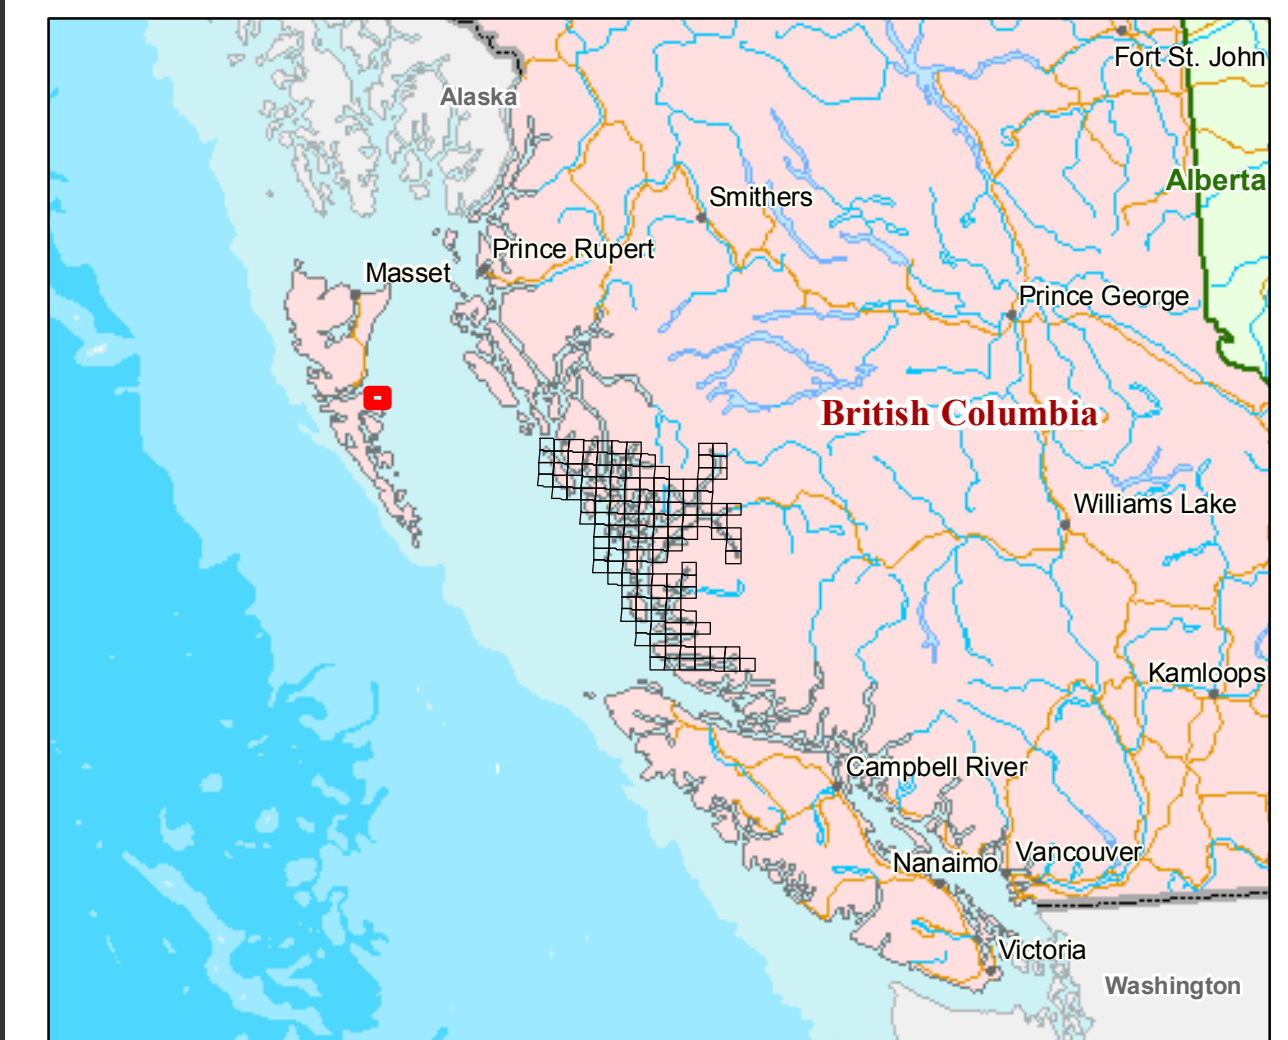 Fort St. John
Alaska
Alberta
Smithers
Prince Rupert
Masset
Prince George
British Columbia
Williams Lake
Kamloops
Campbell River
Vancouver
Nanaimo
Victoria
Washington